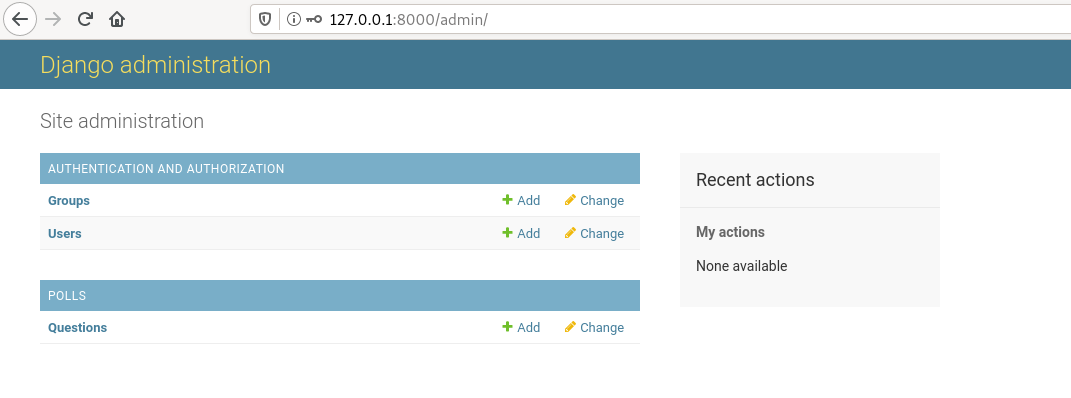 127.0.0.1:8000/admin/
Django administration
Site administration
AUTHENTICATION AND AUTHORIZATION
Groups Add Change
Users Add Change
POLLS
Questions Add Change
Recent actions
My actions
None available